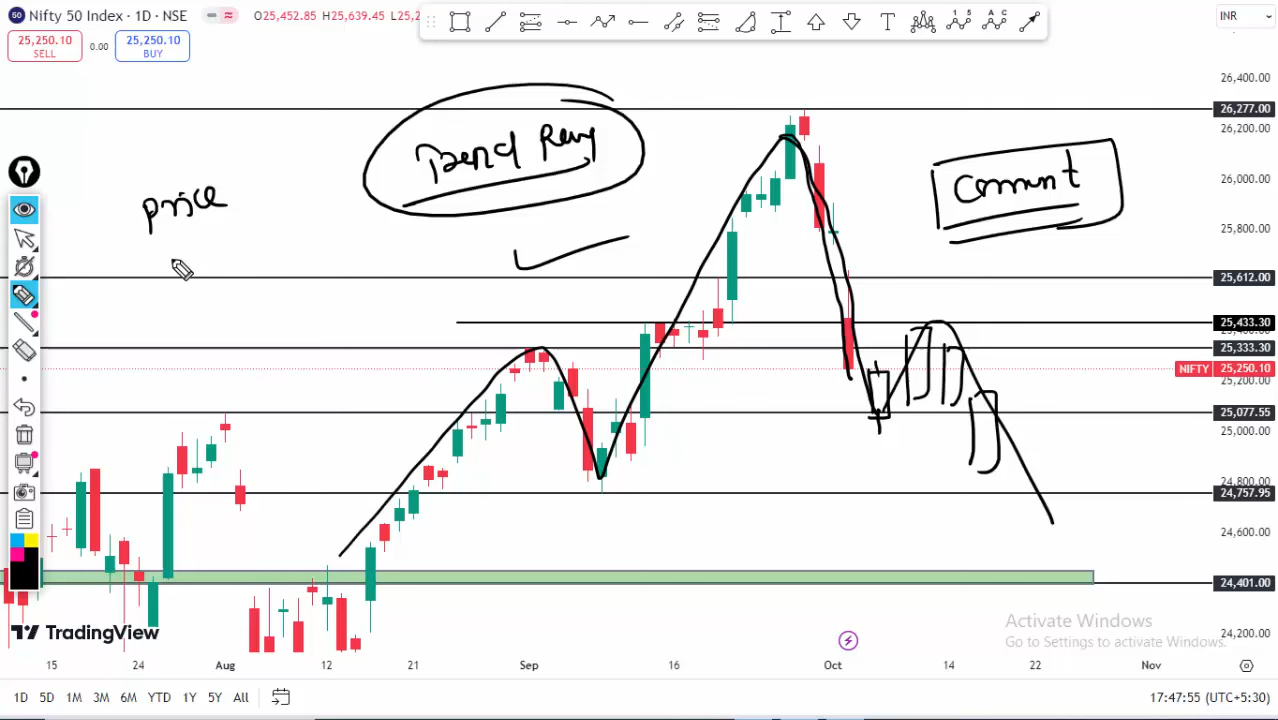 50 Nifty 50 Index · 1D · NSE O25,452.85 H25,639.45
INR
25,250.10
SELL
0.00
25,250.10
BUY
26,400.00
26,277.00
26,200.00
26,000.00
25,800.00
25,612.00
25,433.30
25,333.30
NIFTY 25,250.10
25,200.00
25,077.55
25,000.00
24,800.00
24,757.95
24,600.00
24,401.00
24,200.00
price
Trend
Activate Windows
Go to Settings to activate Windows.
TradingView
15 24 Aug 12 21 Sep 16 Oct 14 22 Nov
1D 5D 1M 3M 6M YTD 1Y 5Y All
17:47:55 (UTC+5:30)